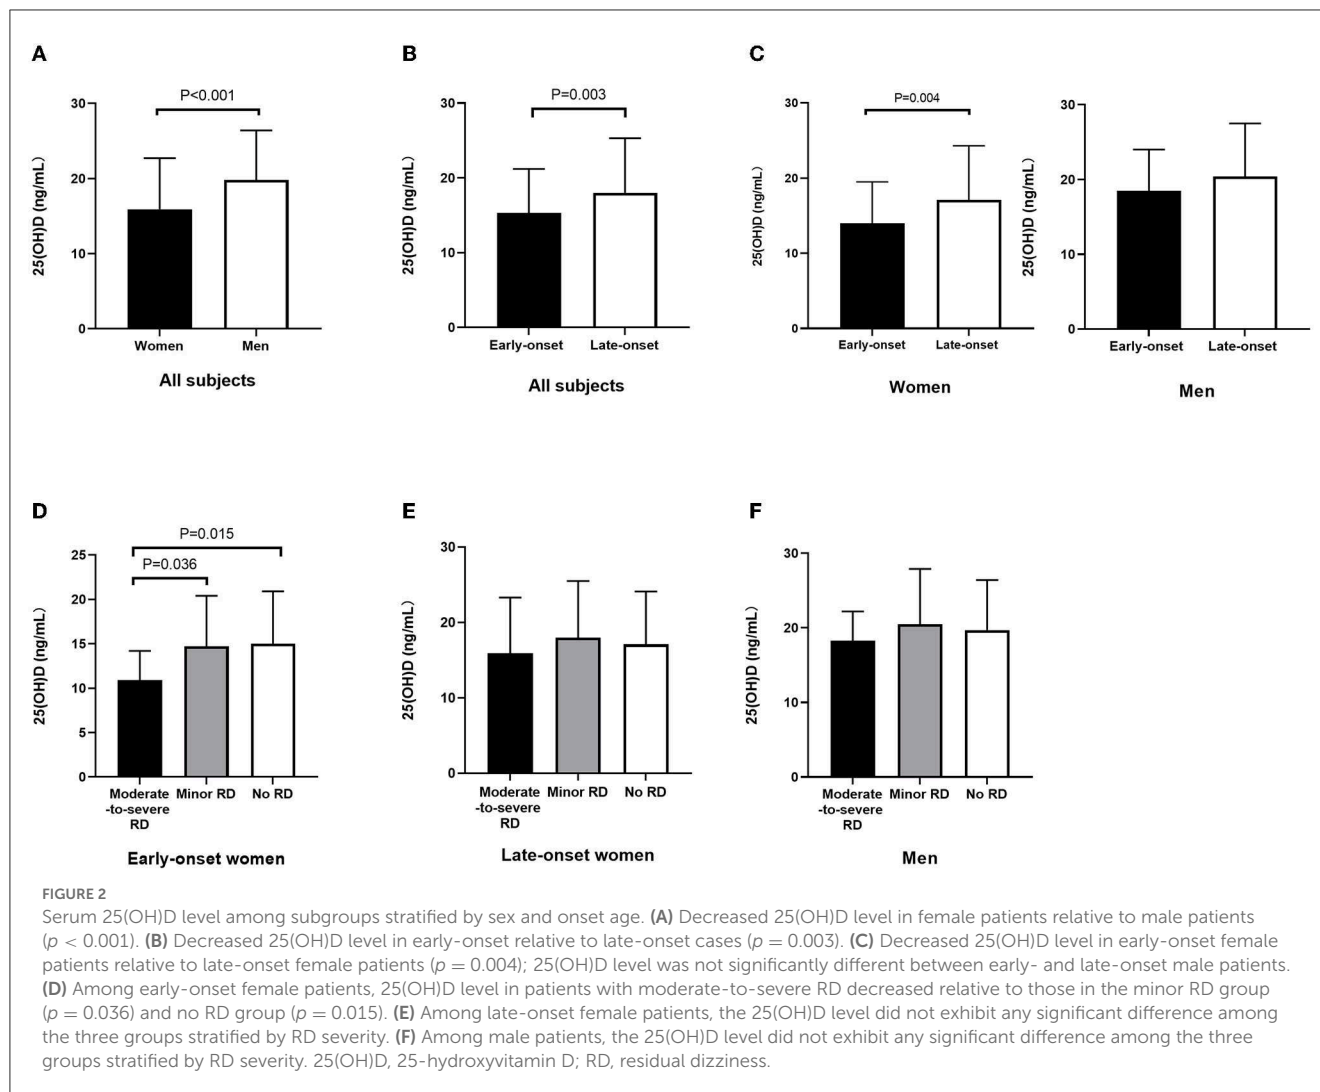 A
P<0.001
30
20
10
0
25(OH)D (ng/mL)
Women
Men
All subjects
B
P=0.003
30
20
10
0
25(OH)D (ng/mL)
Early-onset
Late-onset
All subjects
C
P=0.004
30
20
10
0
25(OH)D (ng/mL)
Early-onset
Late-onset
Women
30
20
10
0
25(OH)D (ng/mL)
Early-onset
Late-onset
Men
D
P=0.015
P=0.036
25
20
15
10
5
0
25(OH)D (ng/mL)
Moderate
-to-severe
RD
Minor RD
No RD
Early-onset women
E
30
20
10
0
25(OH)D (ng/mL)
Moderate
-to-severe
RD
Minor RD
No RD
Late-onset women
F
30
20
10
0
25(OH)D (ng/mL)
Moderate
-to-severe
RD
Minor RD
No RD
Men
FIGURE 2
Serum 25(OH)D level among subgroups stratified by sex and onset age. (A) Decreased 25(OH)D level in female patients relative to male patients
(p < 0.001). (B) Decreased 25(OH)D level in early-onset relative to late-onset cases (p = 0.003). (C) Decreased 25(OH)D level in early-onset female
patients relative to late-onset female patients (p = 0.004); 25(OH)D level was not significantly different between early- and late-onset male patients.
(D) Among early-onset female patients, 25(OH)D level in patients with moderate-to-severe RD decreased relative to those in the minor RD group
(p = 0.036) and no RD group (p = 0.015). (E) Among late-onset female patients, the 25(OH)D level did not exhibit any significant difference among
the three groups stratified by RD severity. (F) Among male patients, the 25(OH)D level did not exhibit any significant difference among the three
groups stratified by RD severity. 25(OH)D, 25-hydroxyvitamin D; RD, residual dizziness.